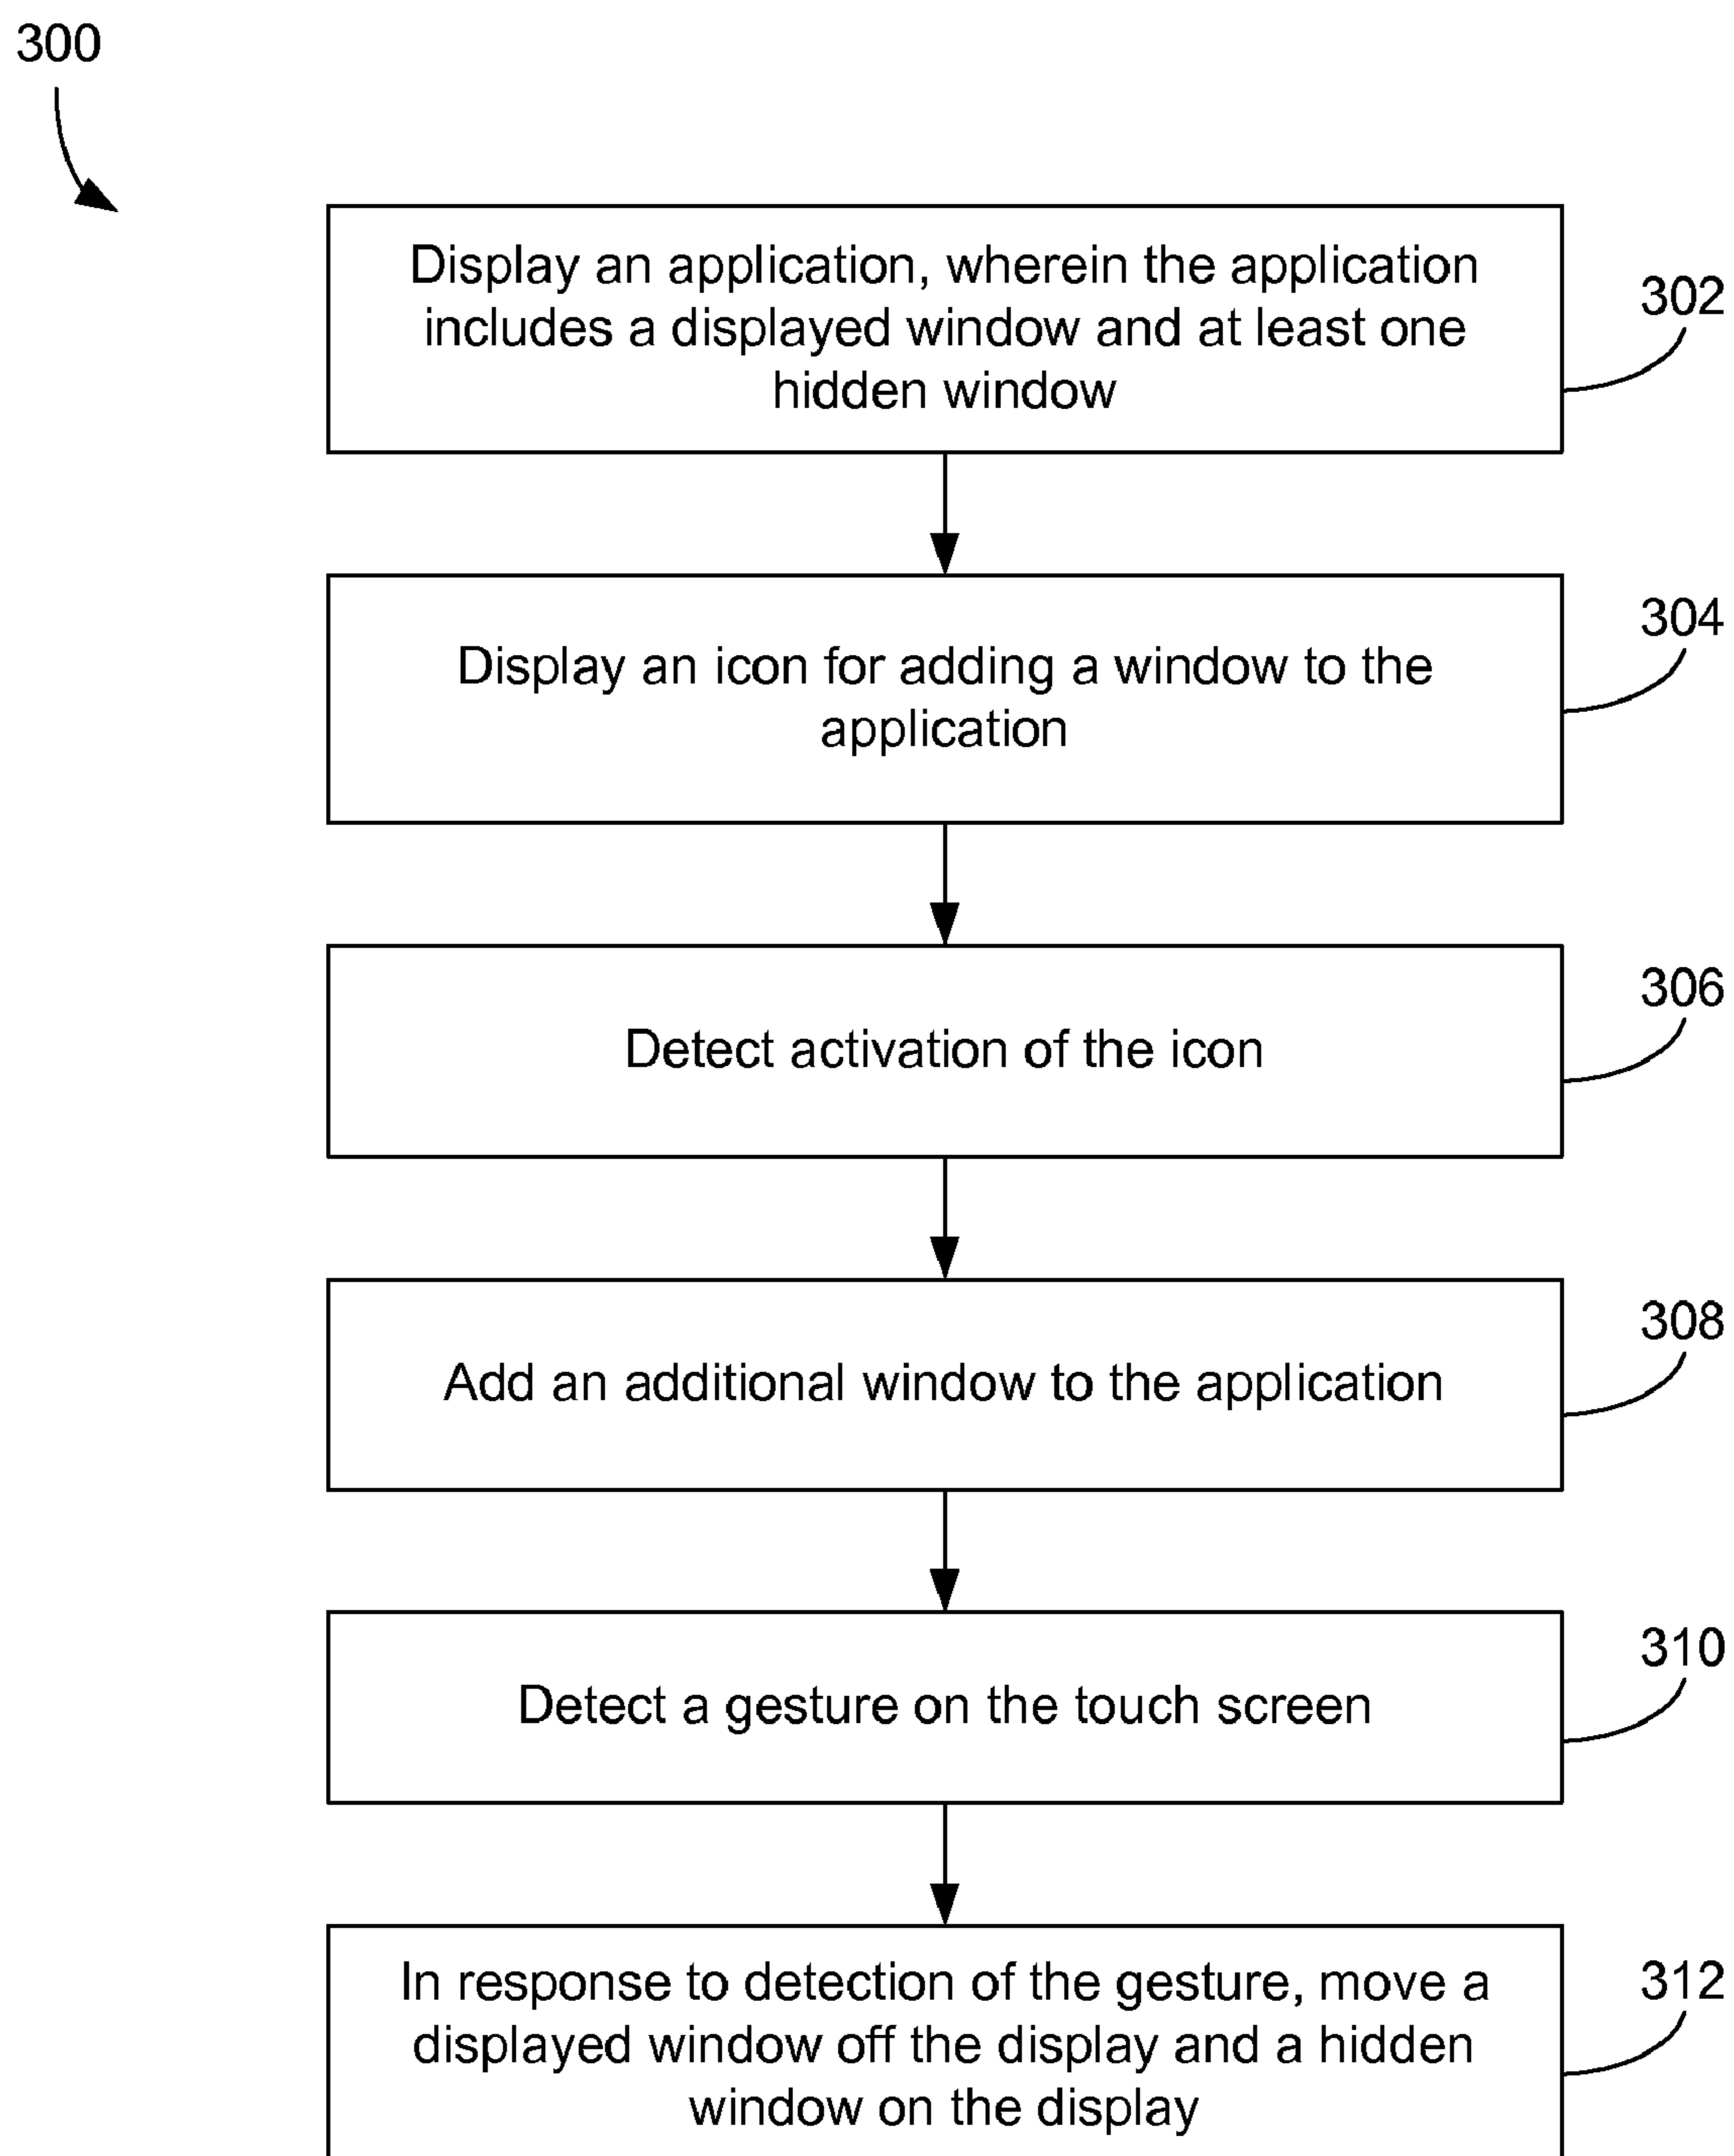 300
Display an application, wherein the application
includes a displayed window and at least one
hidden window
302
Display an icon for adding a window to the
application
304
Detect activation of the icon
306
Add an additional window to the application
308
Detect a gesture on the touch screen
310
In response to detection of the gesture, move a
displayed window off the display and a hidden
window on the display
312